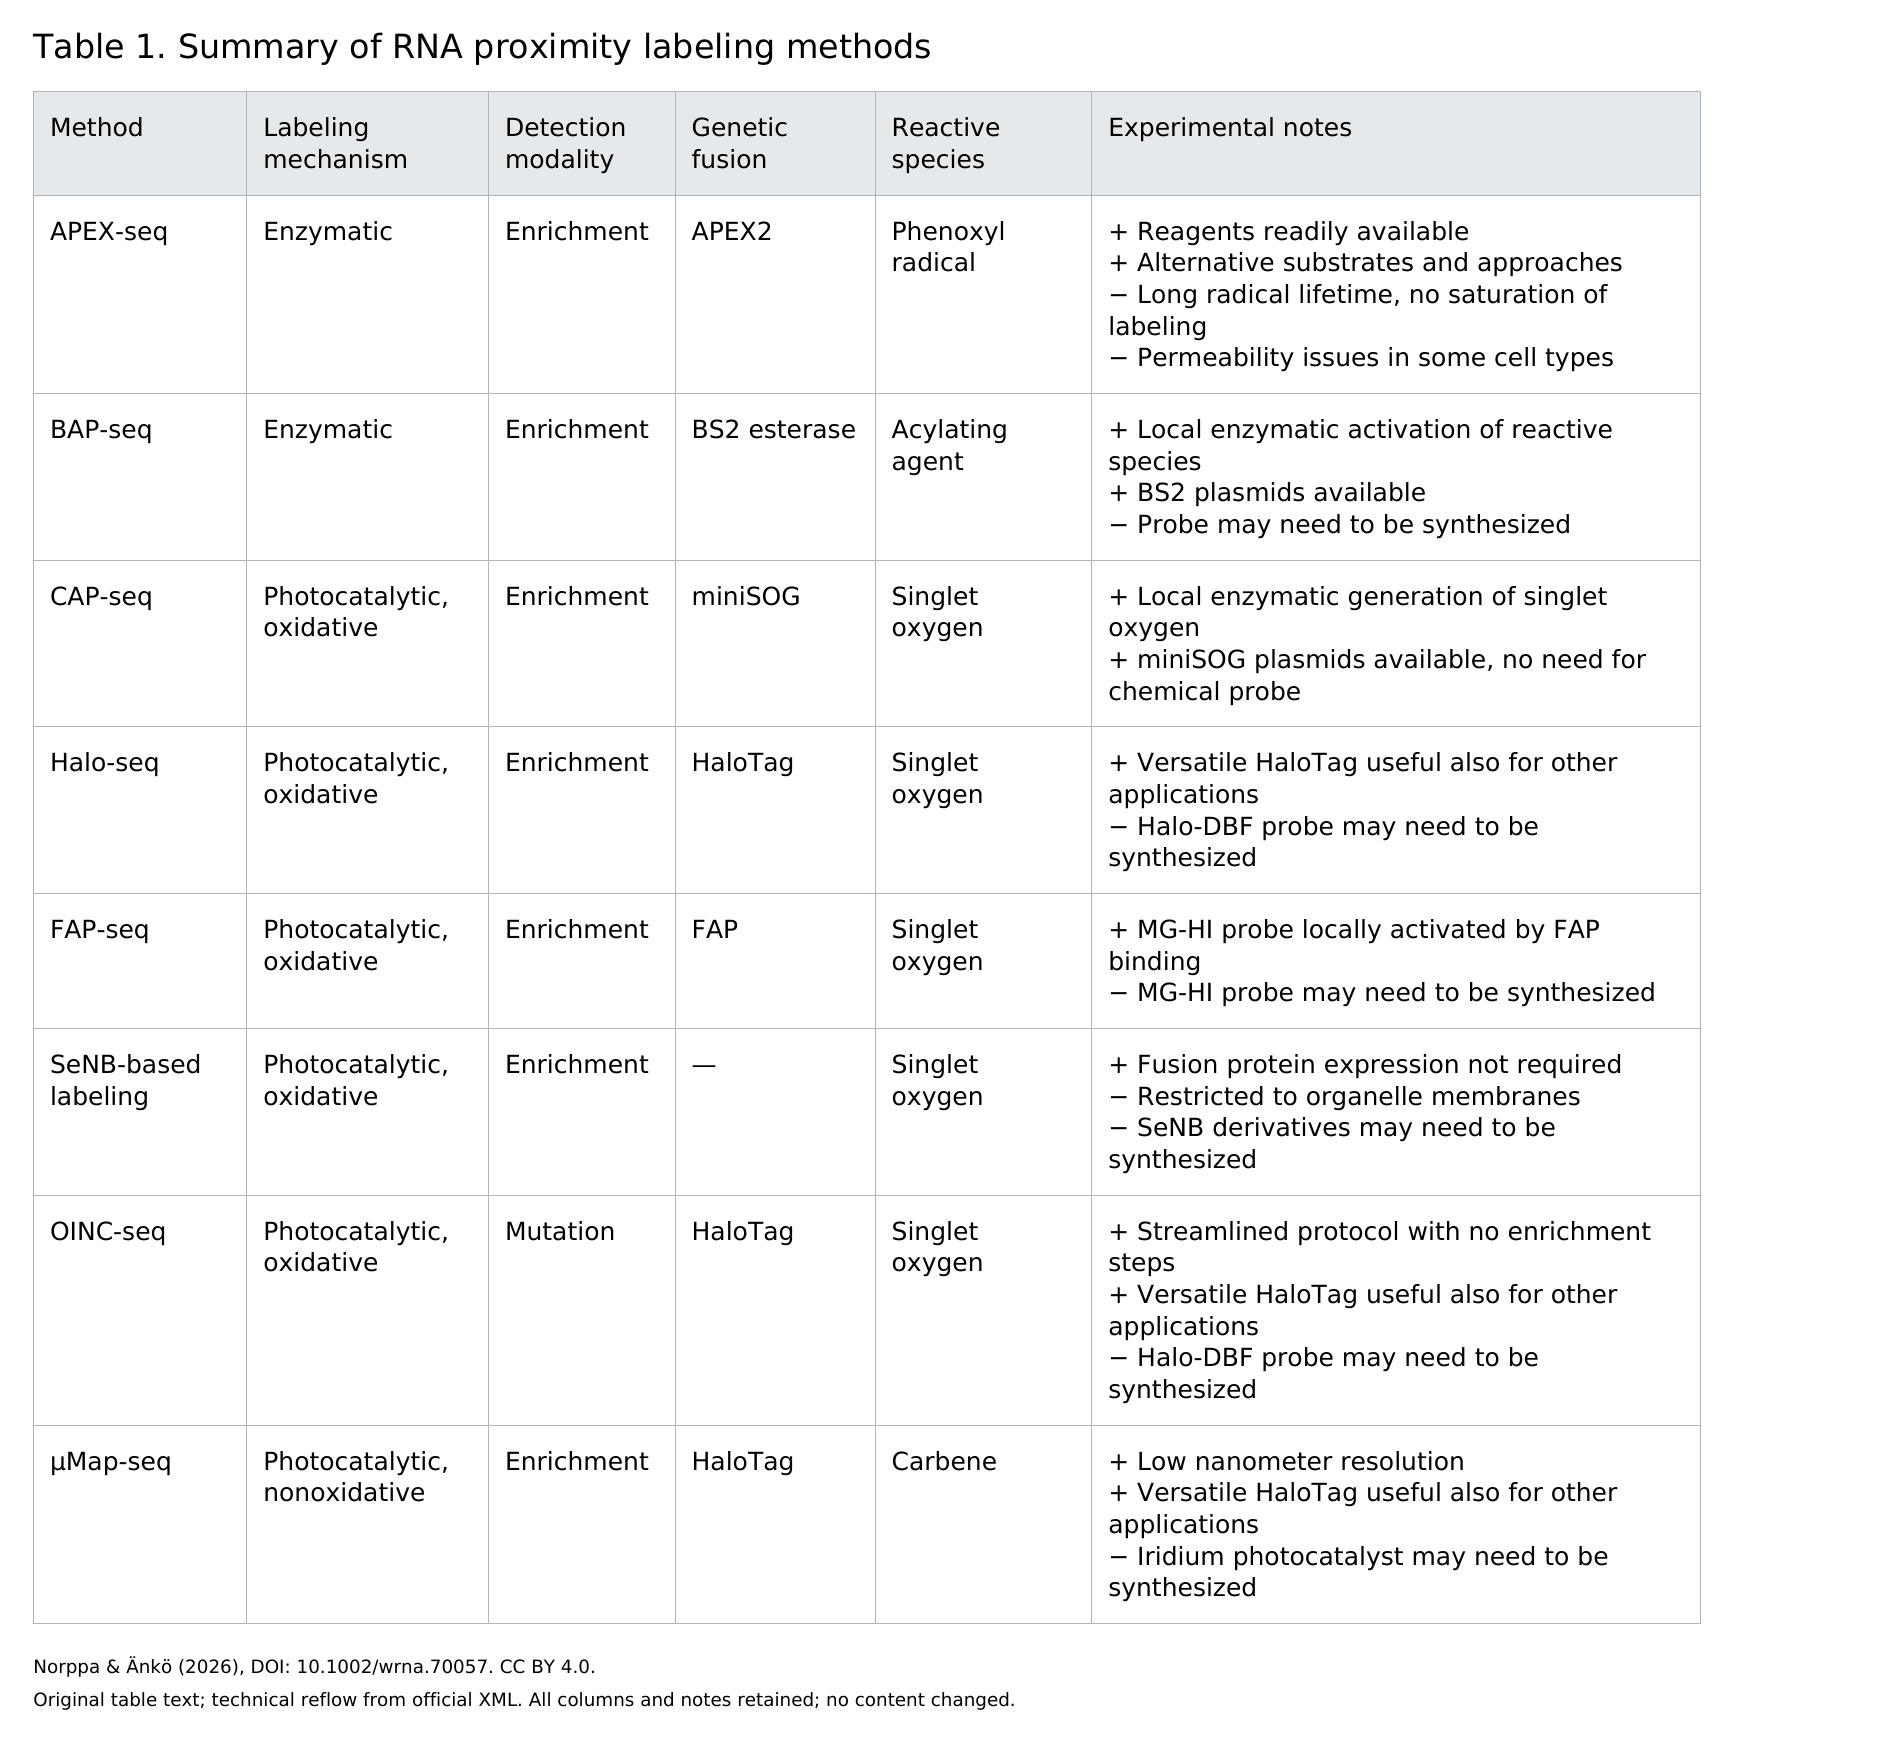 Table 1. Summary of RNA proximity labeling methods
Method
Labeling
mechanism
Detection
modality
Genetic
fusion
Reactive
species
Experimental notes
APEX-seq
Enzymatic
Enrichment
APEX2
Phenoxyl
radical
+ Reagents readily available
+ Alternative substrates and approaches
− Long radical lifetime, no saturation of
labeling
− Permeability issues in some cell types
BAP-seq
Enzymatic
Enrichment
BS2 esterase
Acylating
agent
+ Local enzymatic activation of reactive
species
+ BS2 plasmids available
− Probe may need to be synthesized
CAP-seq
Photocatalytic,
oxidative
Enrichment
miniSOG
Singlet
oxygen
+ Local enzymatic generation of singlet
oxygen
+ miniSOG plasmids available, no need for
chemical probe
Halo-seq
Photocatalytic,
oxidative
Enrichment
HaloTag
Singlet
oxygen
+ Versatile HaloTag useful also for other
applications
− Halo-DBF probe may need to be
synthesized
FAP-seq
Photocatalytic,
oxidative
Enrichment
FAP
Singlet
oxygen
+ MG-HI probe locally activated by FAP
binding
− MG-HI probe may need to be synthesized
SeNB-based
labeling
Photocatalytic,
oxidative
Enrichment
—
Singlet
oxygen
+ Fusion protein expression not required
− Restricted to organelle membranes
− SeNB derivatives may need to be
synthesized
OINC-seq
Photocatalytic,
oxidative
Mutation
HaloTag
Singlet
oxygen
+ Streamlined protocol with no enrichment
steps
+ Versatile HaloTag useful also for other
applications
− Halo-DBF probe may need to be
synthesized
μMap-seq
Photocatalytic,
nonoxidative
Enrichment
HaloTag
Carbene
+ Low nanometer resolution
+ Versatile HaloTag useful also for other
applications
− Iridium photocatalyst may need to be
synthesized
Norppa & Änkö (2026), DOI: 10.1002/wrna.70057. CC BY 4.0.
Original table text; technical reflow from official XML. All columns and notes retained; no content changed.